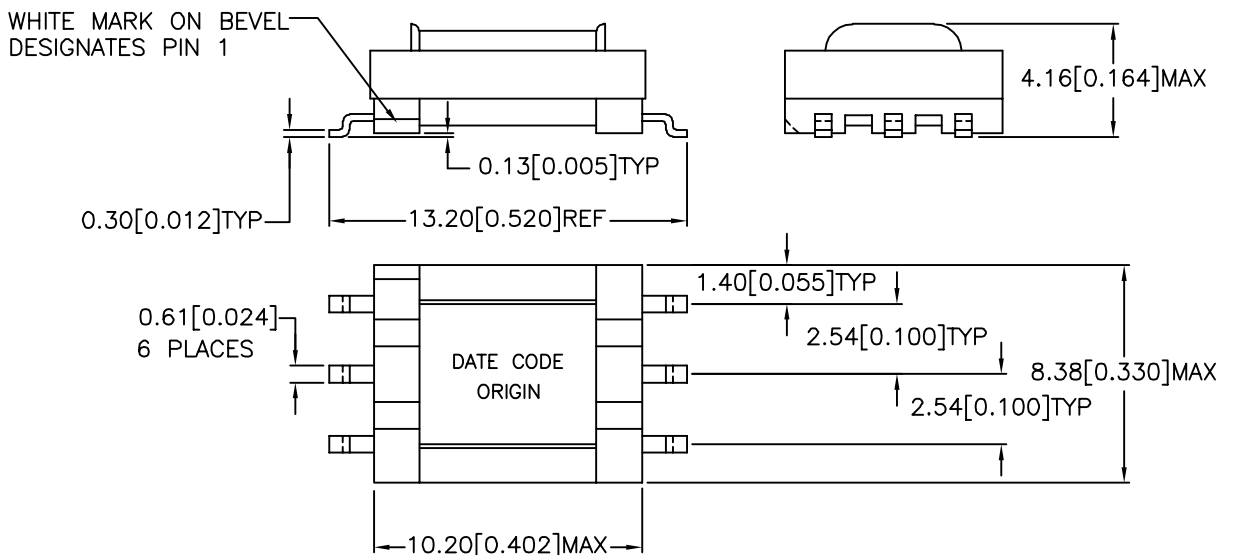 WHITE MARK ON BEVEL
DESIGNATES PIN 1
4.16[0.164]MAX
0.13[0.005]TYP
0.30[0.012]TYP
13.20[0.520]REF
1.40[0.055]TYP
0.61[0.024]
6 PLACES
2.54[0.100]TYP
DATE CODE
ORIGIN
8.38[0.330]MAX
2.54[0.100]TYP
10.20[0.402]MAX